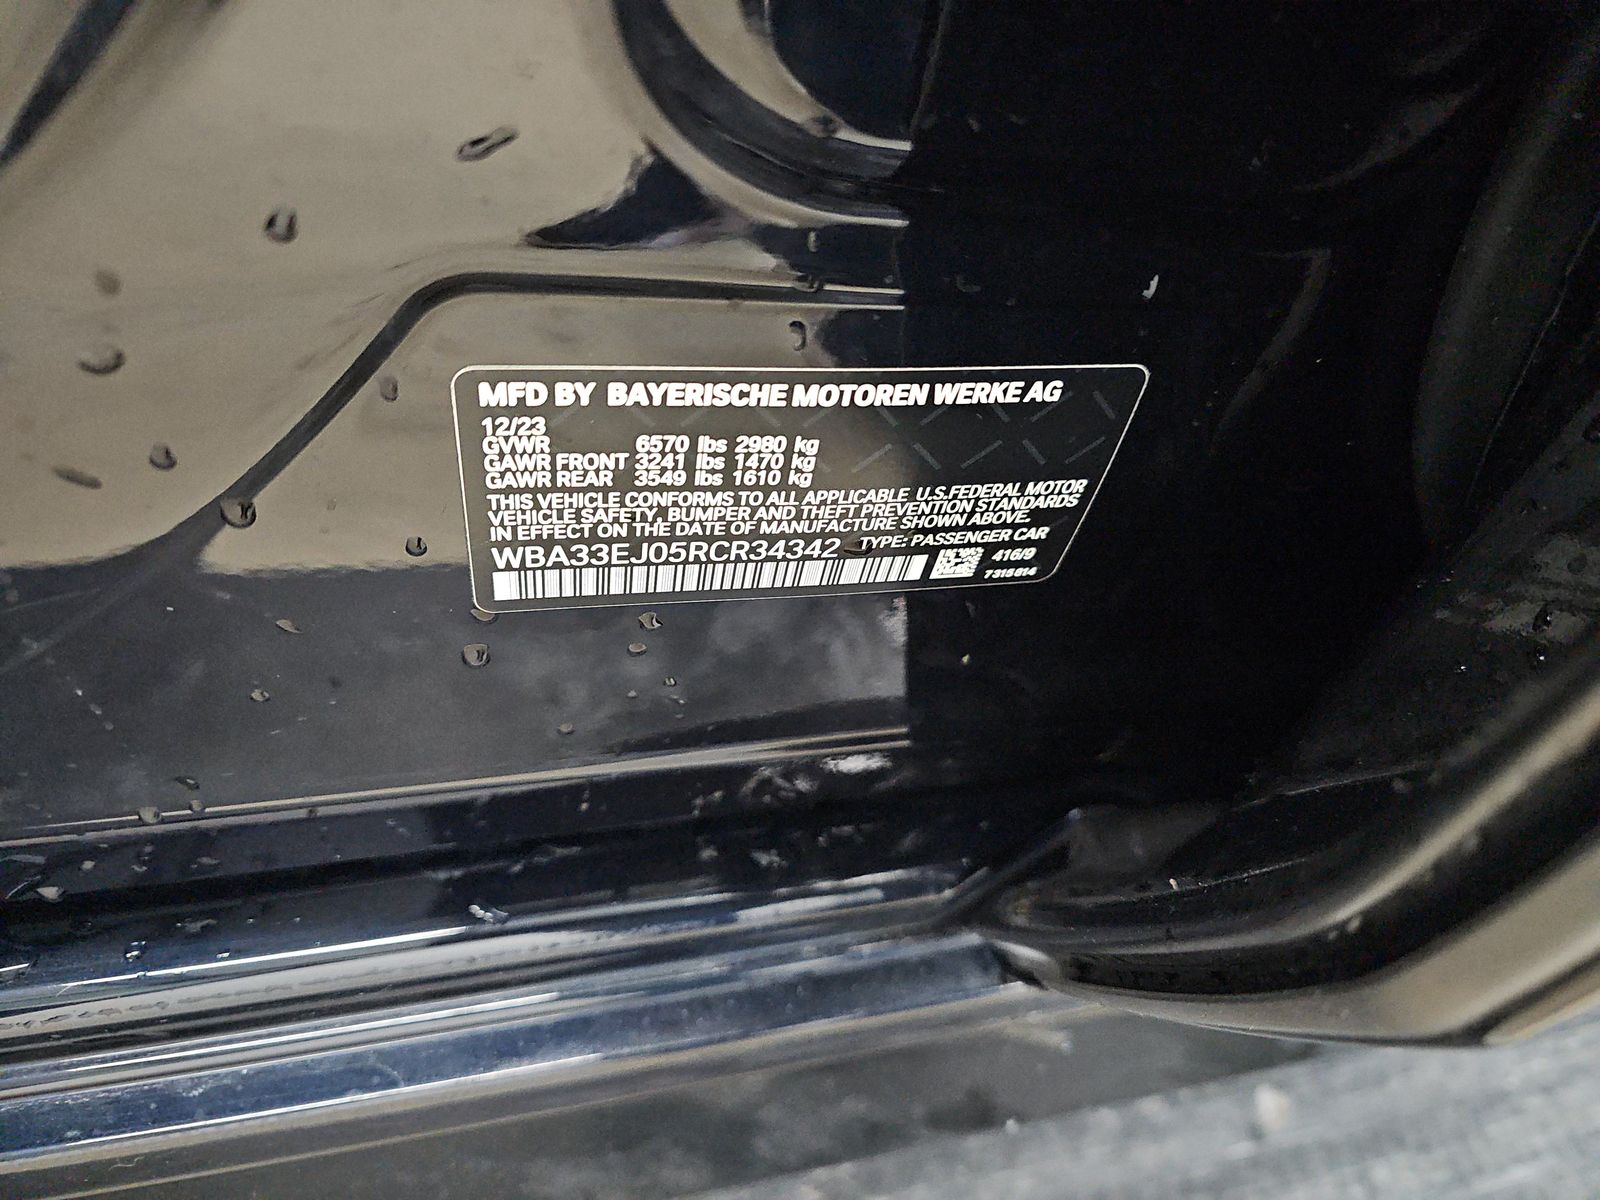 MFD BY BAYERISCHE MOTOREN WERKE AG
12/23
GVWR 6570 lbs 2980 kg
GAWR FRONT 3241 lbs 1470 kg
GAWR REAR 3549 lbs 1610 kg
THIS VEHICLE CONFORMS TO ALL APPLICABLE U.S.FEDERAL MOTOR
VEHICLE SAFETY, BUMPER AND THEFT PREVENTION STANDARDS
IN EFFECT ON THE DATE OF MANUFACTURE SHOWN ABOVE.
WBA33EJ05RCR34342 TYPE: PASSENGER CAR
416/9
7315814